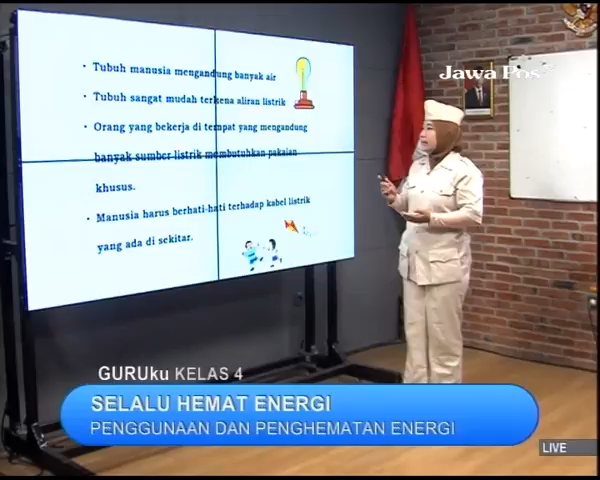 • Tubuh manusia mengandung banyak air
• Tubuh sangat mudah terkena aliran listrik
• Orang yang bekerja di tempat yang mengandung
banyak sumber listrik membutuhkan pakaian
khusus.
• Manusia harus berhati-hati terhadap kabel listrik
yang ada di sekitar.
Jawa Pos
GURUku KELAS 4
SELALU HEMAT ENERGI
PENGGUNAAN DAN PENGHEMATAN ENERGI
LIVE